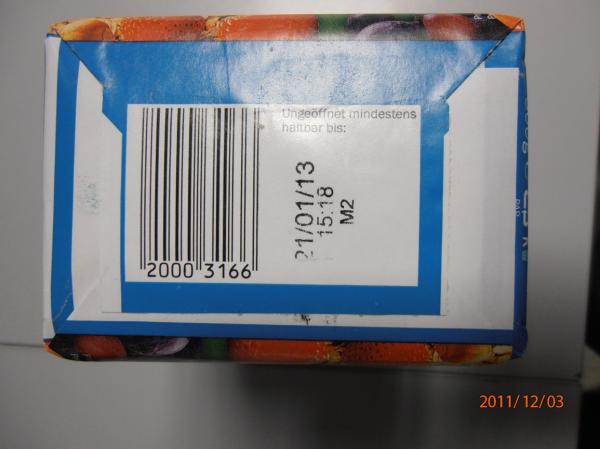 Ungeöffnet mindestens
haltbar bis:
21/01/13
15:18
M2
2000 3166
2011/12/03